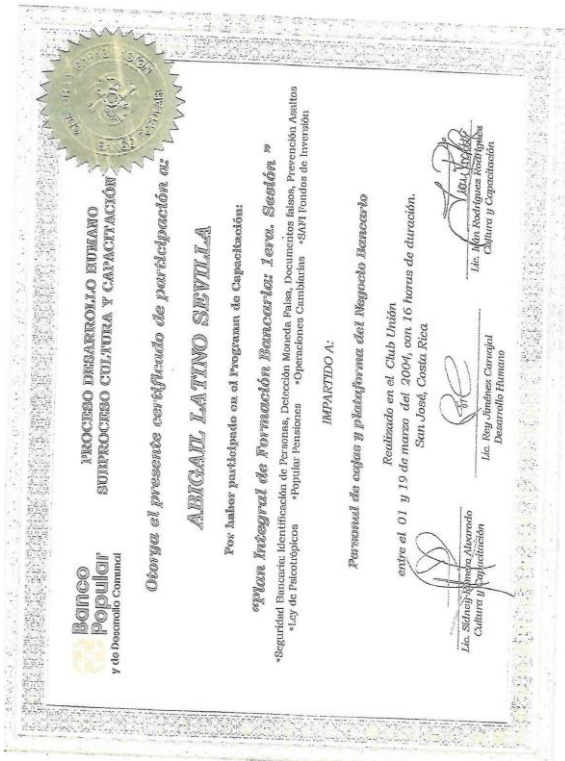 Banco
Popular
y de Desarrollo Comunal
PROCESO DESARROLLO HUMANO
SUBPROCESO CULTURA Y CAPACITACIÓN
Otorga el presente certificado de participación a:
ABIGAIL LATINO SEVILLA
Por haber participado en el Programa de Capacitación:
"Plan Integral de Formación Bancaria: 1era. Sesión "
*Seguridad Bancaria: Identificación de Personas, Detección Moneda Falsa, Documentos falsos, Prevención Asaltos
*Ley de Psicotrópicos *Popular Pensiones *Operaciones Cambiarias *SAFI Fondos de Inversión
IMPARTIDO A:
Personal de cajas y plataforma del Negocio Bancario
Realizado en el Club Unión
entre el 01 y 19 de marzo del 2004, con 16 horas de duración.
San José, Costa Rica
Lic. Sidney Romero Alvarado
Cultura y Capacitación
Lic. Rey Jiménez Carvajal
Desarrollo Humano
Lic. Iván Rodríguez Rodríguez
Cultura y Capacitación